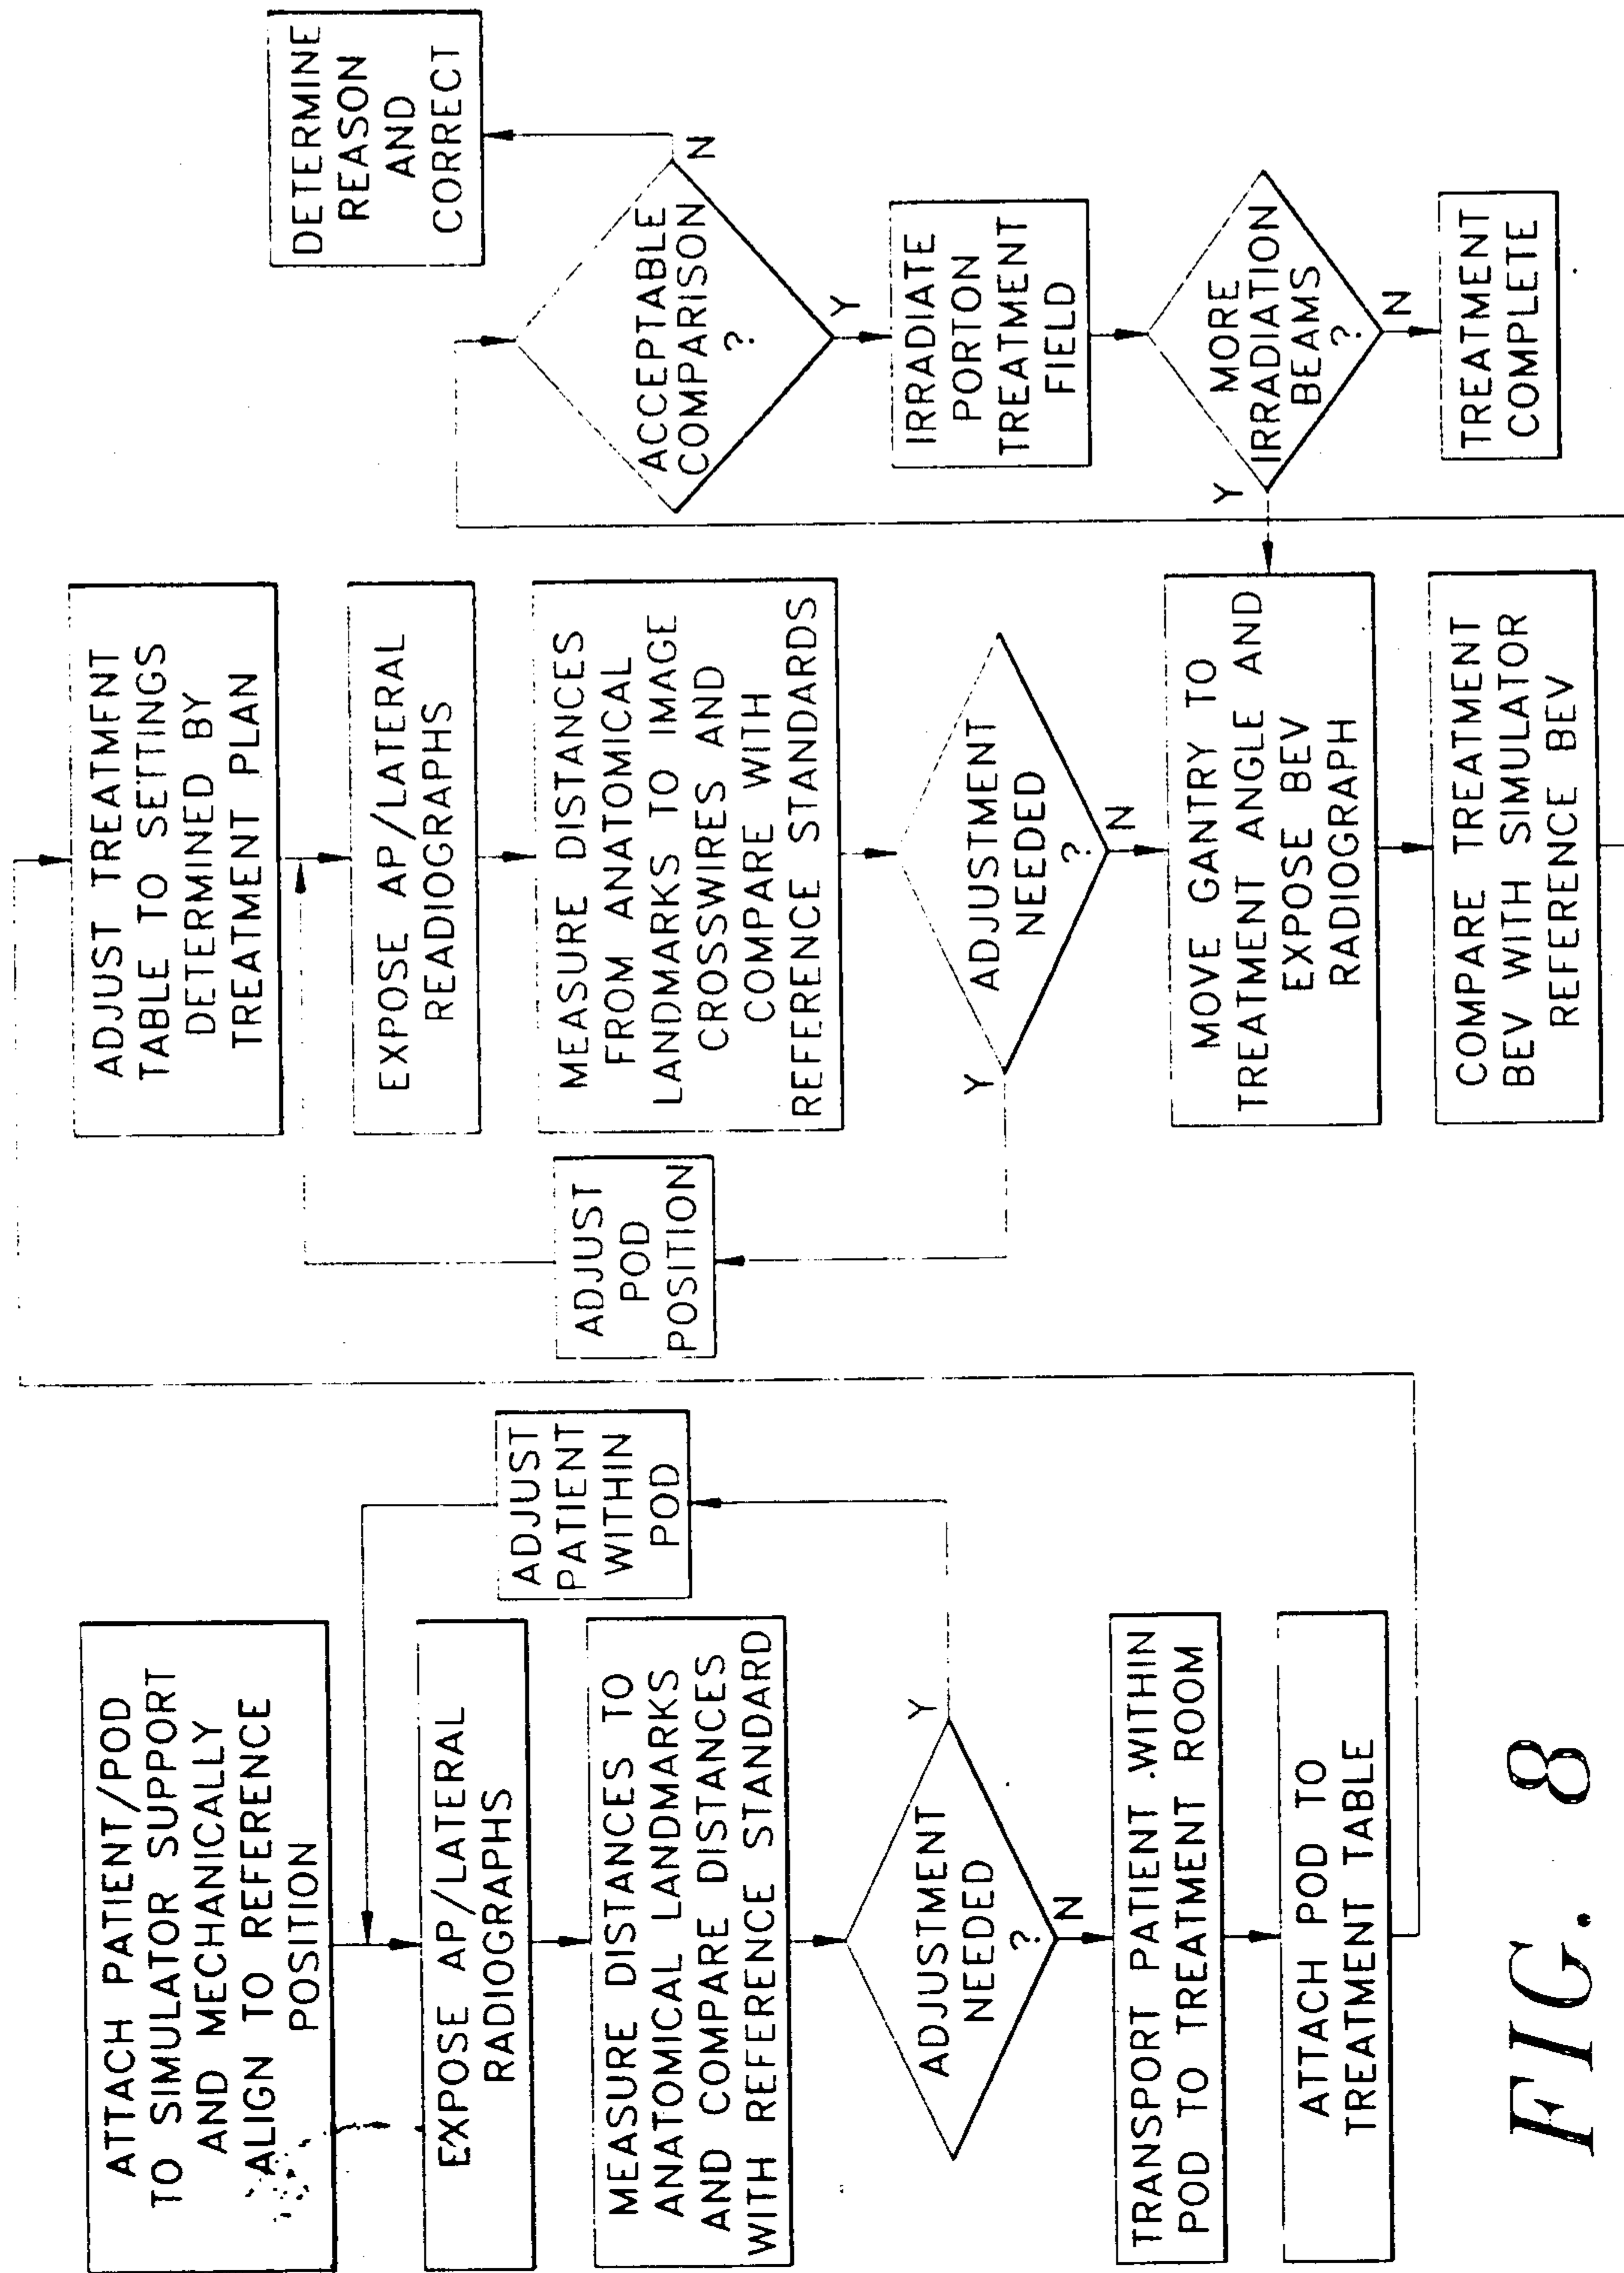 ATTACH PATIENT/POD
TO SIMULATOR SUPPORT
AND MECHANICALLY
ALIGN TO REFERENCE
POSITION
EXPOSE AP/LATERAL
RADIOGRAPHS
MEASURE DISTANCES TO
ANATOMICAL LANDMARKS
AND COMPARE DISTANCES
WITH REFERENCE STANDARD
ADJUSTMENT
NEEDED
?
Y
N
ADJUST
PATIENT
WITHIN
POD
TRANSPORT PATIENT WITHIN
POD TO TREATMENT ROOM
ATTACH POD TO
TREATMENT TABLE
ADJUST TREATMENT
TABLE TO SETTINGS
DETERMINED BY
TREATMENT PLAN
EXPOSE AP/LATERAL
READIOGRAPHS
MEASURE DISTANCES
FROM ANATOMICAL
LANDMARKS TO IMAGE
CROSSWIRES AND
COMPARE WITH
REFERENCE STANDARDS
ADJUSTMENT
NEEDED
?
Y
N
ADJUST
POD
POSITION
MOVE GANTRY TO
TREATMENT ANGLE AND
EXPOSE BEV
RADIOGRAPH
COMPARE TREATMENT
BEV WITH SIMULATOR
REFERENCE BEV
ACCEPTABLE
COMPARISON
?
N
Y
DETERMINE
REASON
AND
CORRECT
IRRADIATE
PORTON
TREATMENT
FIELD
MORE
IRRADIATION
BEAMS
?
Y
N
TREATMENT
COMPLETE
FIG. 8